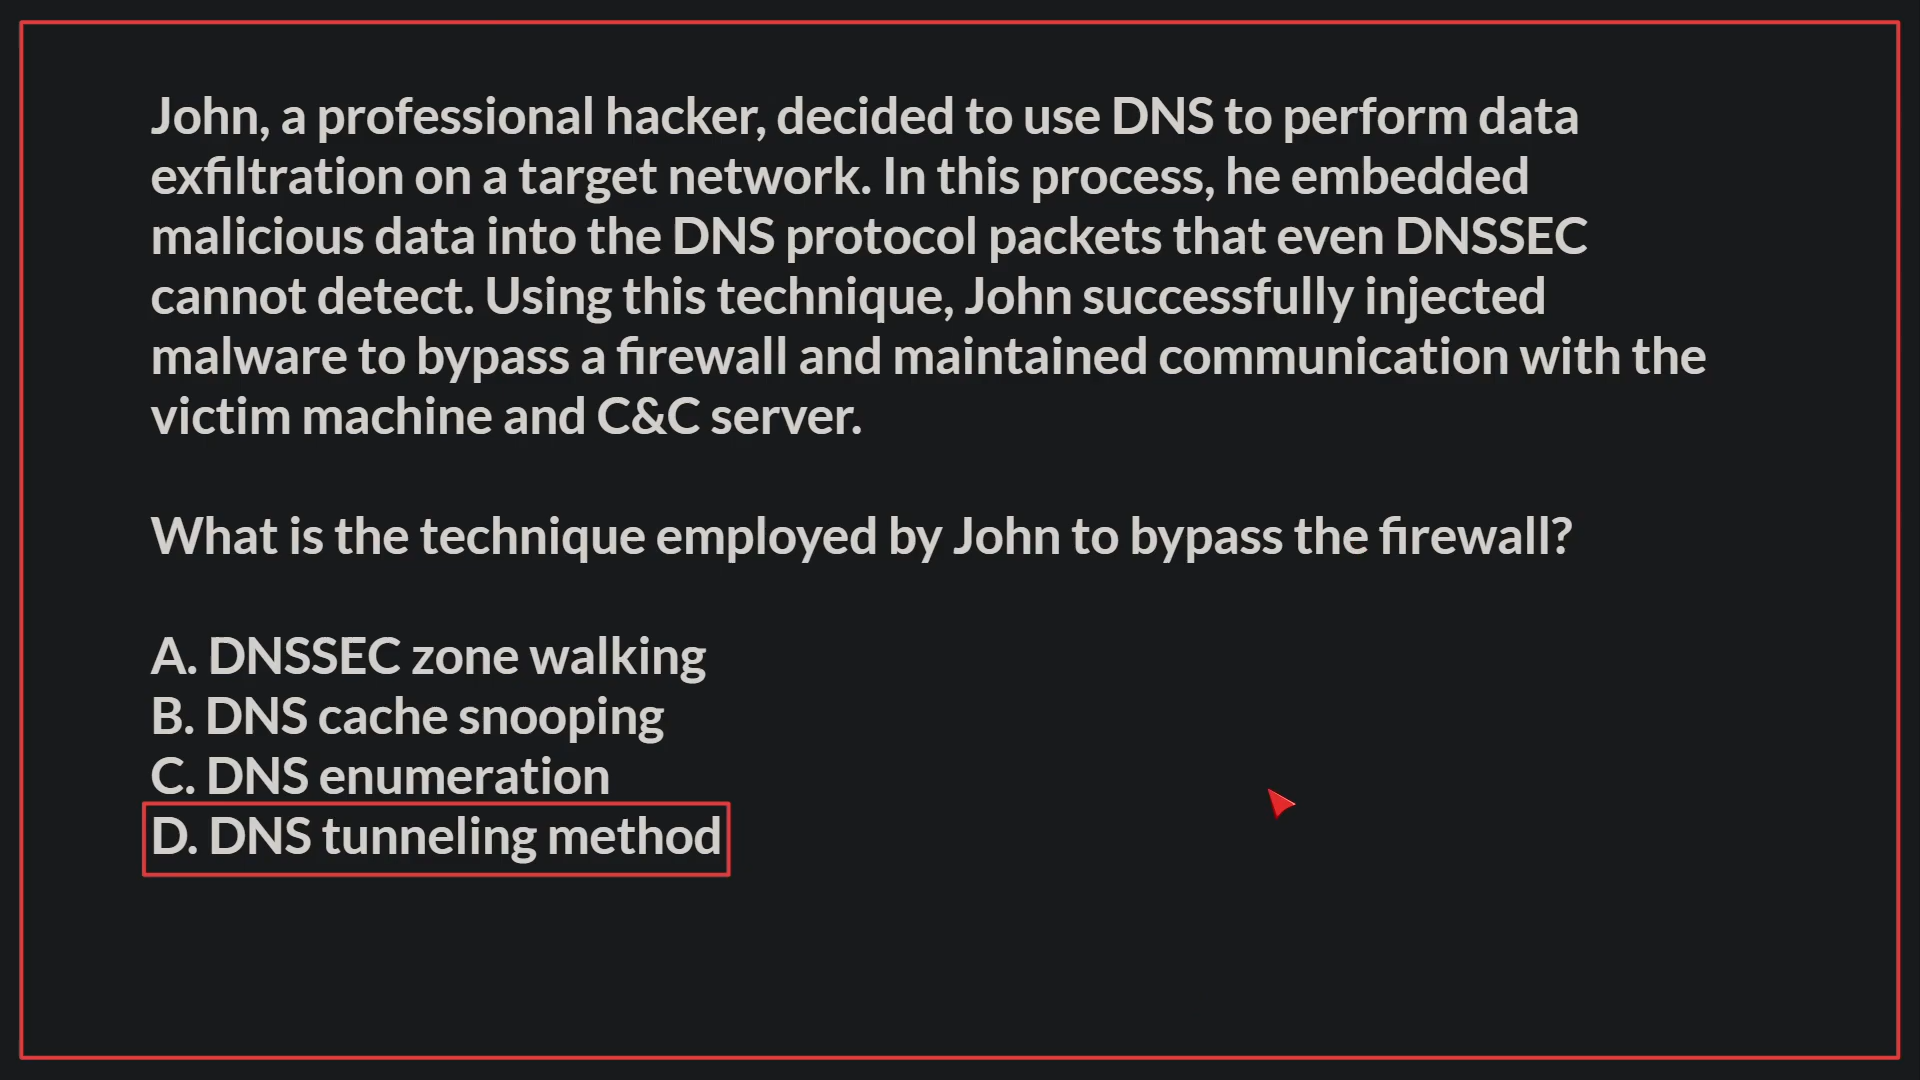 John, a professional hacker, decided to use DNS to perform data
exfiltration on a target network. In this process, he embedded
malicious data into the DNS protocol packets that even DNSSEC
cannot detect. Using this technique, John successfully injected
malware to bypass a firewall and maintained communication with the
victim machine and C&C server.
What is the technique employed by John to bypass the firewall?
A. DNSSEC zone walking
B. DNS cache snooping
C. DNS enumeration
D. DNS tunneling method